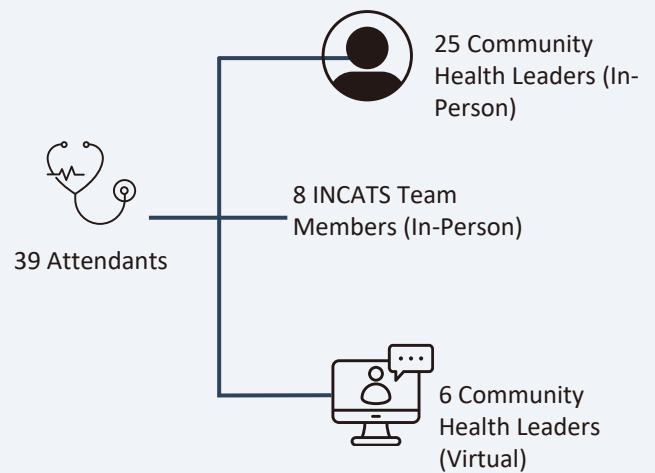 25 Community
Health Leaders (In-
Person)
8 INCATS Team
Members (In-Person)
39 Attendants
6 Community
Health Leaders
(Virtual)